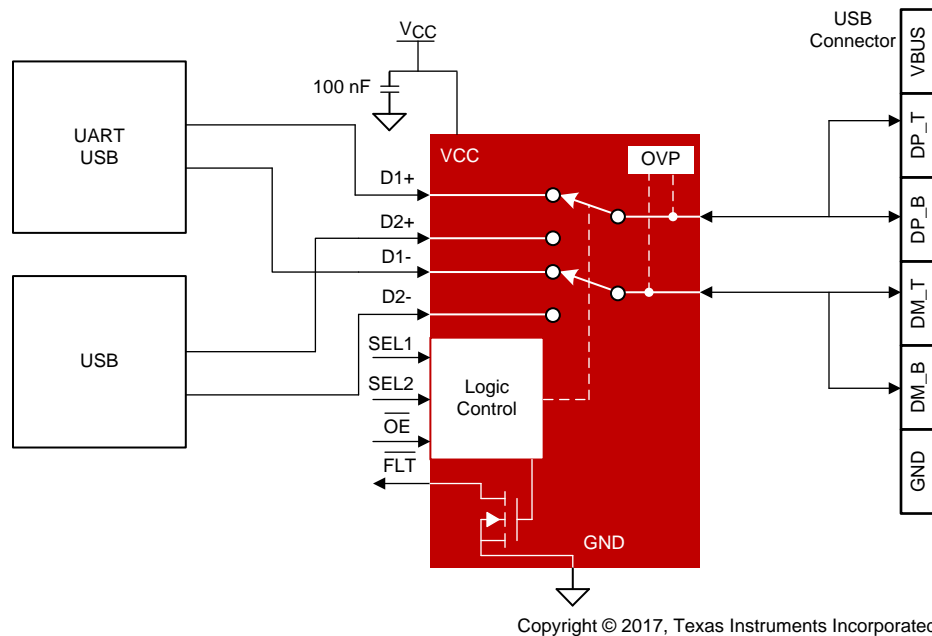 USB
Connector
VBUS
DP_T
DP_B
DM_T
DM_B
GND
VCC
100 nF
UART
USB
USB
VCC
OVP
D1+
D2+
D1-
D2-
SEL1
SEL2
OE
FLT
Logic
Control
GND
Copyright © 2017, Texas Instruments Incorporated